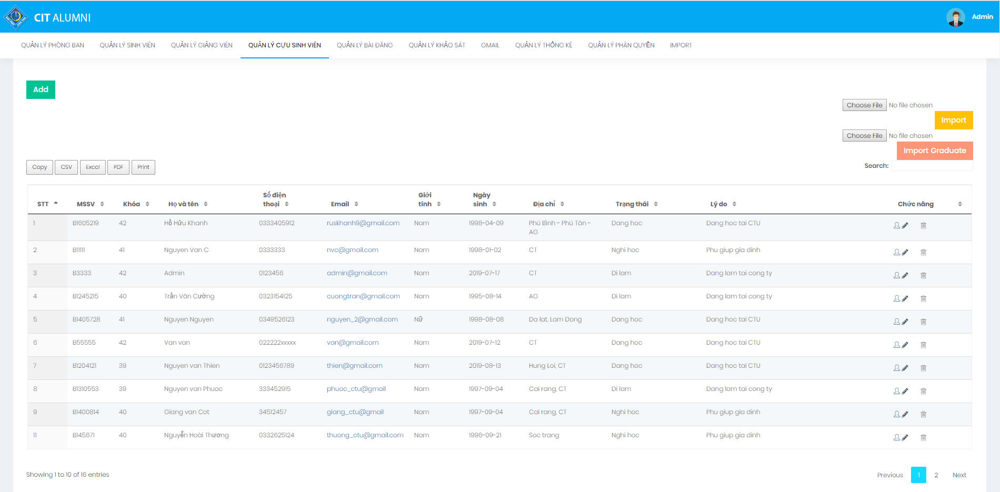 CIT ALUMNI
Admin
QUẢN LÝ PHÒNG BAN QUẢN LÝ SINH VIÊN QUẢN LÝ GIẢNG VIÊN QUẢN LÝ CỰU SINH VIÊN QUẢN LÝ BÀI ĐĂNG QUẢN LÝ KHẢO SÁT GMAIL QUẢN LÝ THỐNG KÊ QUẢN LÝ PHÂN QUYỀN IMPORT
Add
Choose File No file chosen
Import
Choose File No file chosen
Import Graduate
Copy CSV Excel PDF Print
Search:
STT MSSV Khóa Họ và tên Số điện thoại Email Giới tính Ngày sinh Địa chỉ Trạng thái Lý do Chức năng
1 B1605219 42 Hồ Hửu Khanh 0333405912 ruskhanh9@gmail.com Nam 1998-04-09 Phú Bình - Phú Tân - AG Dang hoc Dang hoc tai CTU
2 B11111 41 Nguyen Van C 0333333 nvc@gmail.com Nam 1998-01-02 CT Nghi hoc Phu giup gia dinh
3 B3333 42 Admin 0123456 admin@gmail.com Nam 2019-07-17 CT Di lam Dang lam tai cong ty
4 B1245215 40 Trần Văn Cường 0323154125 cuongtran@gmail.com Nam 1995-08-14 AG Di lam Dang lam tai cong ty
5 B1405728 41 Nguyen Nguyen 0349526123 nguyen_2@gmail.com Nữ 1998-08-08 Da lat, Lam Dong Dang hoc Dang hoc tai CTU
6 B55555 42 Van van 022222xxxxx van@gmail.com Nam 2019-07-12 CT Dang hoc Dang hoc tai CTU
7 B1204121 39 Nguyen van Thien 0123456789 thien@gmail.com Nam 2019-08-13 Hung Loi, CT Dang hoc Dang hoc tai CTU
8 B1310553 39 Nguyen van Phuoc 333452915 phuoc_ctu@gmail Nam 1997-09-04 Cai rang, CT Di lam Dang lam tai cong ty
9 B1400814 40 Giang van Cot 34512457 giang_ctu@gmail Nam 1997-09-04 Cai rang, CT Nghi hoc Phu giup gia dinh
11 B145671 40 Nguyễn Hoài Thương 0332625124 thuong_ctu@gmail.com Nam 1996-09-21 Soc trang Nghi hoc Phu giup gia dinh
Showing 1 to 10 of 16 entries
Previous 1 2 Next